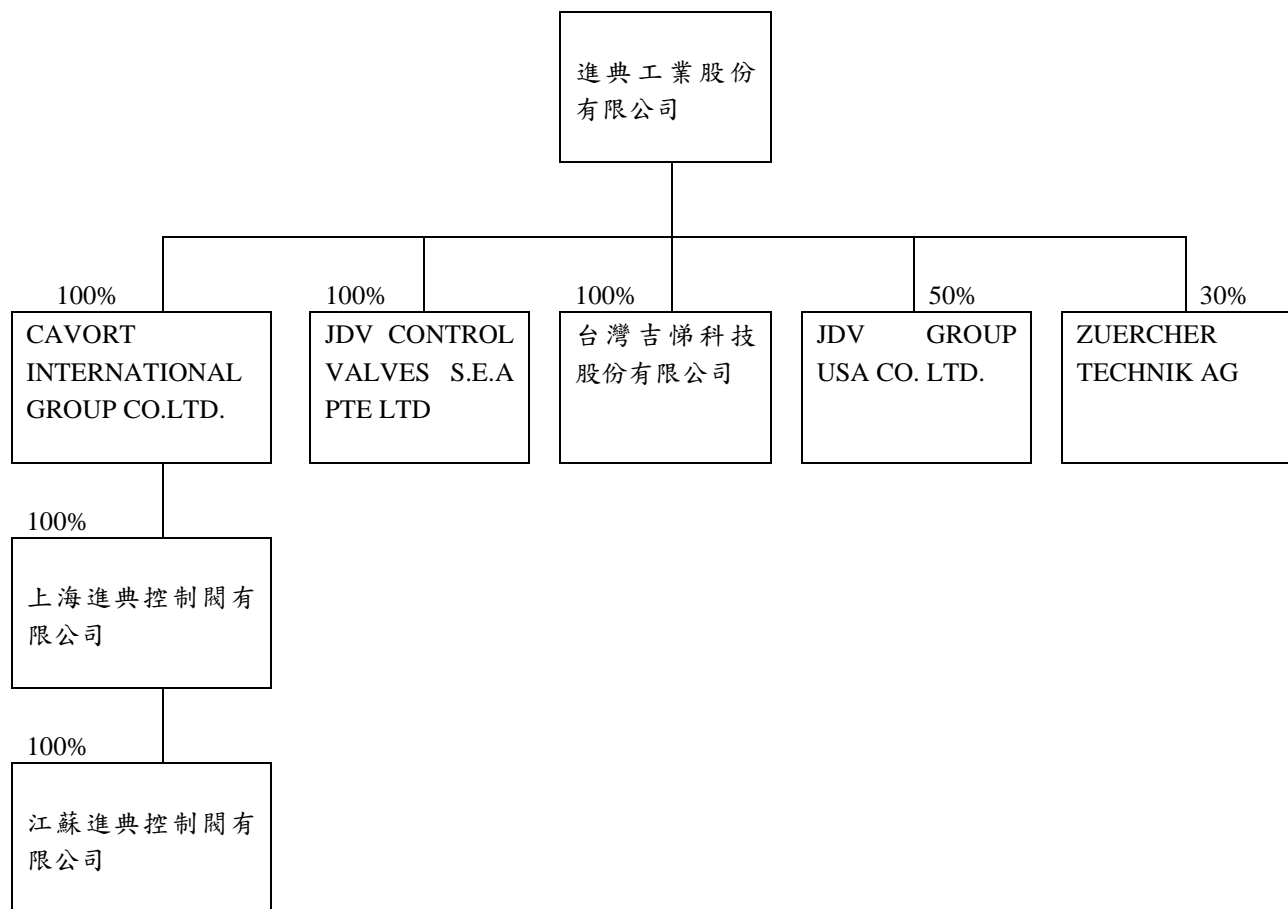 進典工業股份
有限公司
100%
100%
100%
50%
30%
CAVORT
INTERNATIONAL
GROUP CO.LTD.
JDV CONTROL
VALVES S.E.A
PTE LTD
台灣吉悌科技
股份有限公司
JDV GROUP
USA CO. LTD.
ZUERCHER
TECHNIK AG
100%
上海進典控制閥有
限公司
100%
江蘇進典控制閥有
限公司